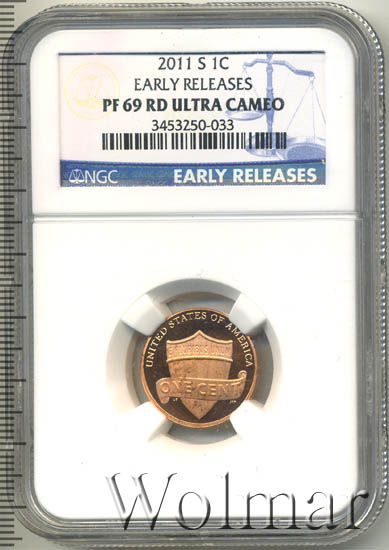 2011 S 1C
EARLY RELEASES
PF 69 RD ULTRA CAMEO
3453250-033
NGC
EARLY RELEASES
UNITED STATES OF AMERICA
E PLURIBUS UNUM
ONE CENT
Wolmar